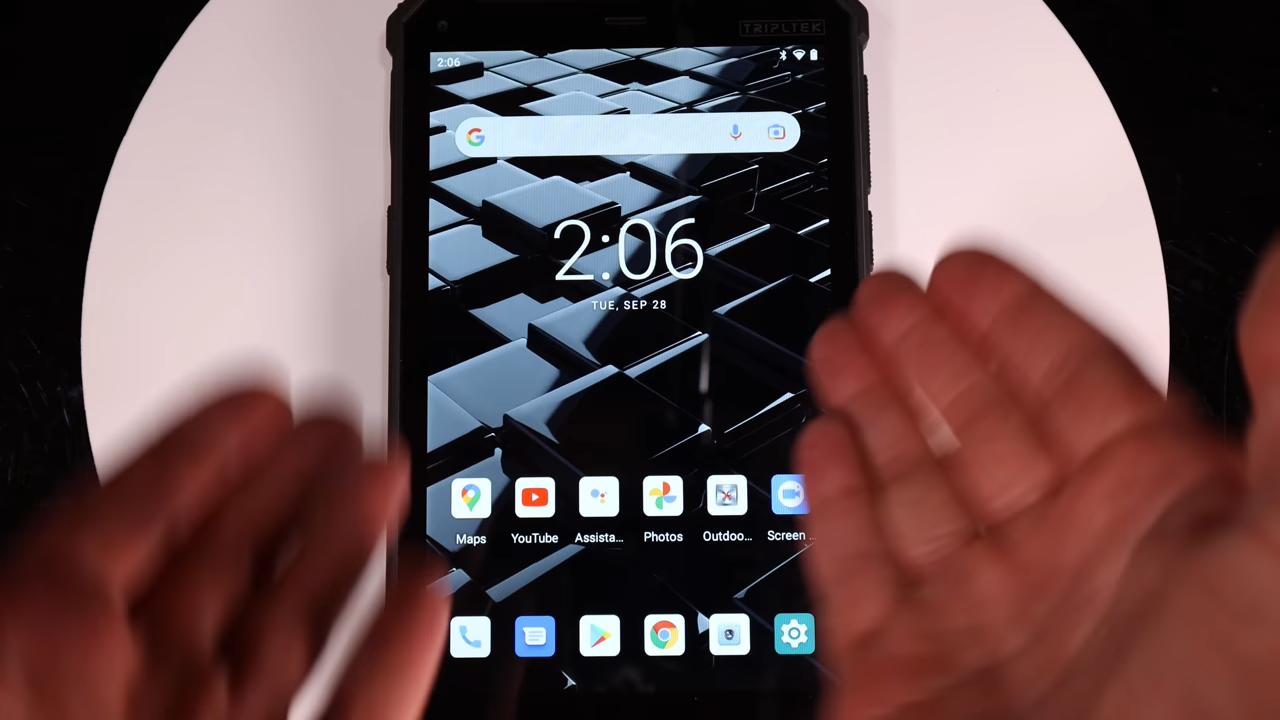 TRIPLTEK
2:06
2:06
TUE, SEP 28
Maps
YouTube
Assista...
Photos
Outdoo...
Screen ...